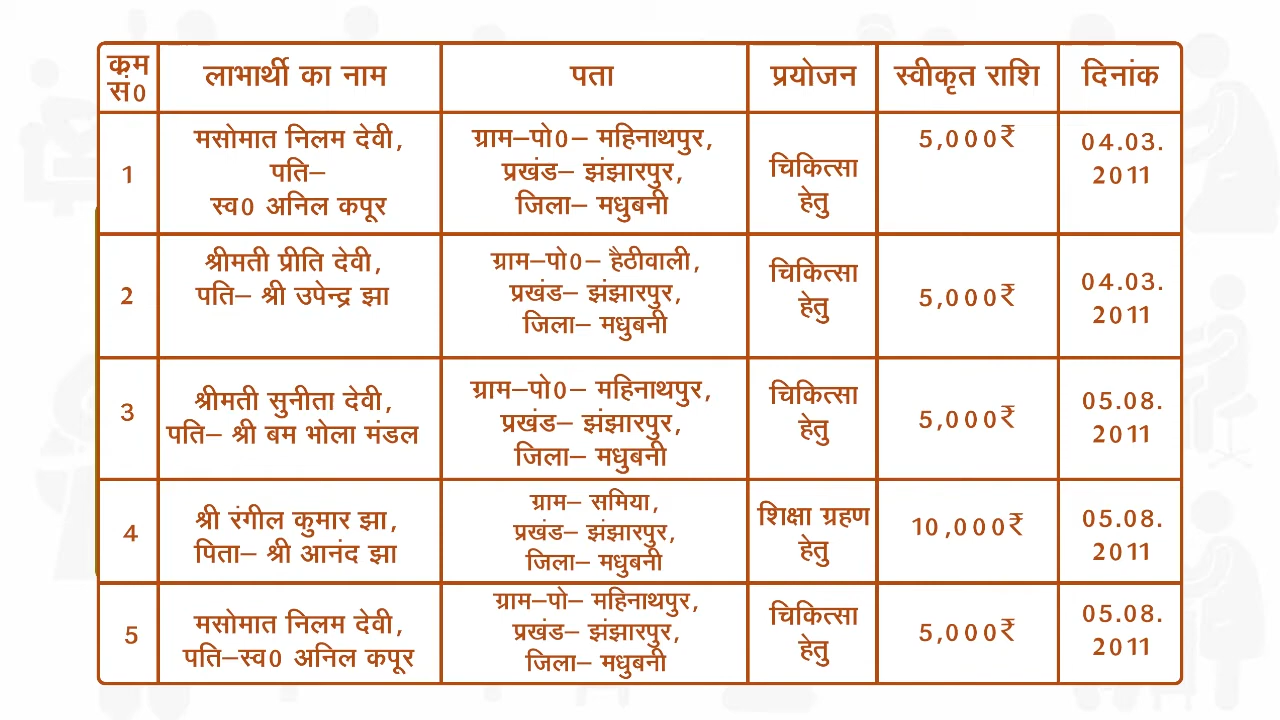 क्रम सं0 लाभार्थी का नाम पता प्रयोजन स्वीकृत राशि दिनांक
1
मसोमात निलम देवी,
पति–
स्व0 अनिल कपूर
ग्राम–पो0– महिनाथपुर,
प्रखंड– झंझारपुर,
जिला– मधुबनी
चिकित्सा
हेतु
5,000₹
04.03.
2011
2
श्रीमती प्रीति देवी,
पति– श्री उपेन्द्र झा
ग्राम–पो0– हैठीवाली,
प्रखंड– झंझारपुर,
जिला– मधुबनी
चिकित्सा
हेतु
5,000₹
04.03.
2011
3
श्रीमती सुनीता देवी,
पति– श्री बम भोला मंडल
ग्राम–पो0– महिनाथपुर,
प्रखंड– झंझारपुर,
जिला– मधुबनी
चिकित्सा
हेतु
5,000₹
05.08.
2011
4
श्री रंगील कुमार झा,
पिता– श्री आनंद झा
ग्राम– समिया,
प्रखंड– झंझारपुर,
जिला– मधुबनी
शिक्षा ग्रहण
हेतु
10,000₹
05.08.
2011
5
मसोमात निलम देवी,
पति–स्व0 अनिल कपूर
ग्राम–पो– महिनाथपुर,
प्रखंड– झंझारपुर,
जिला– मधुबनी
चिकित्सा
हेतु
5,000₹
05.08.
2011